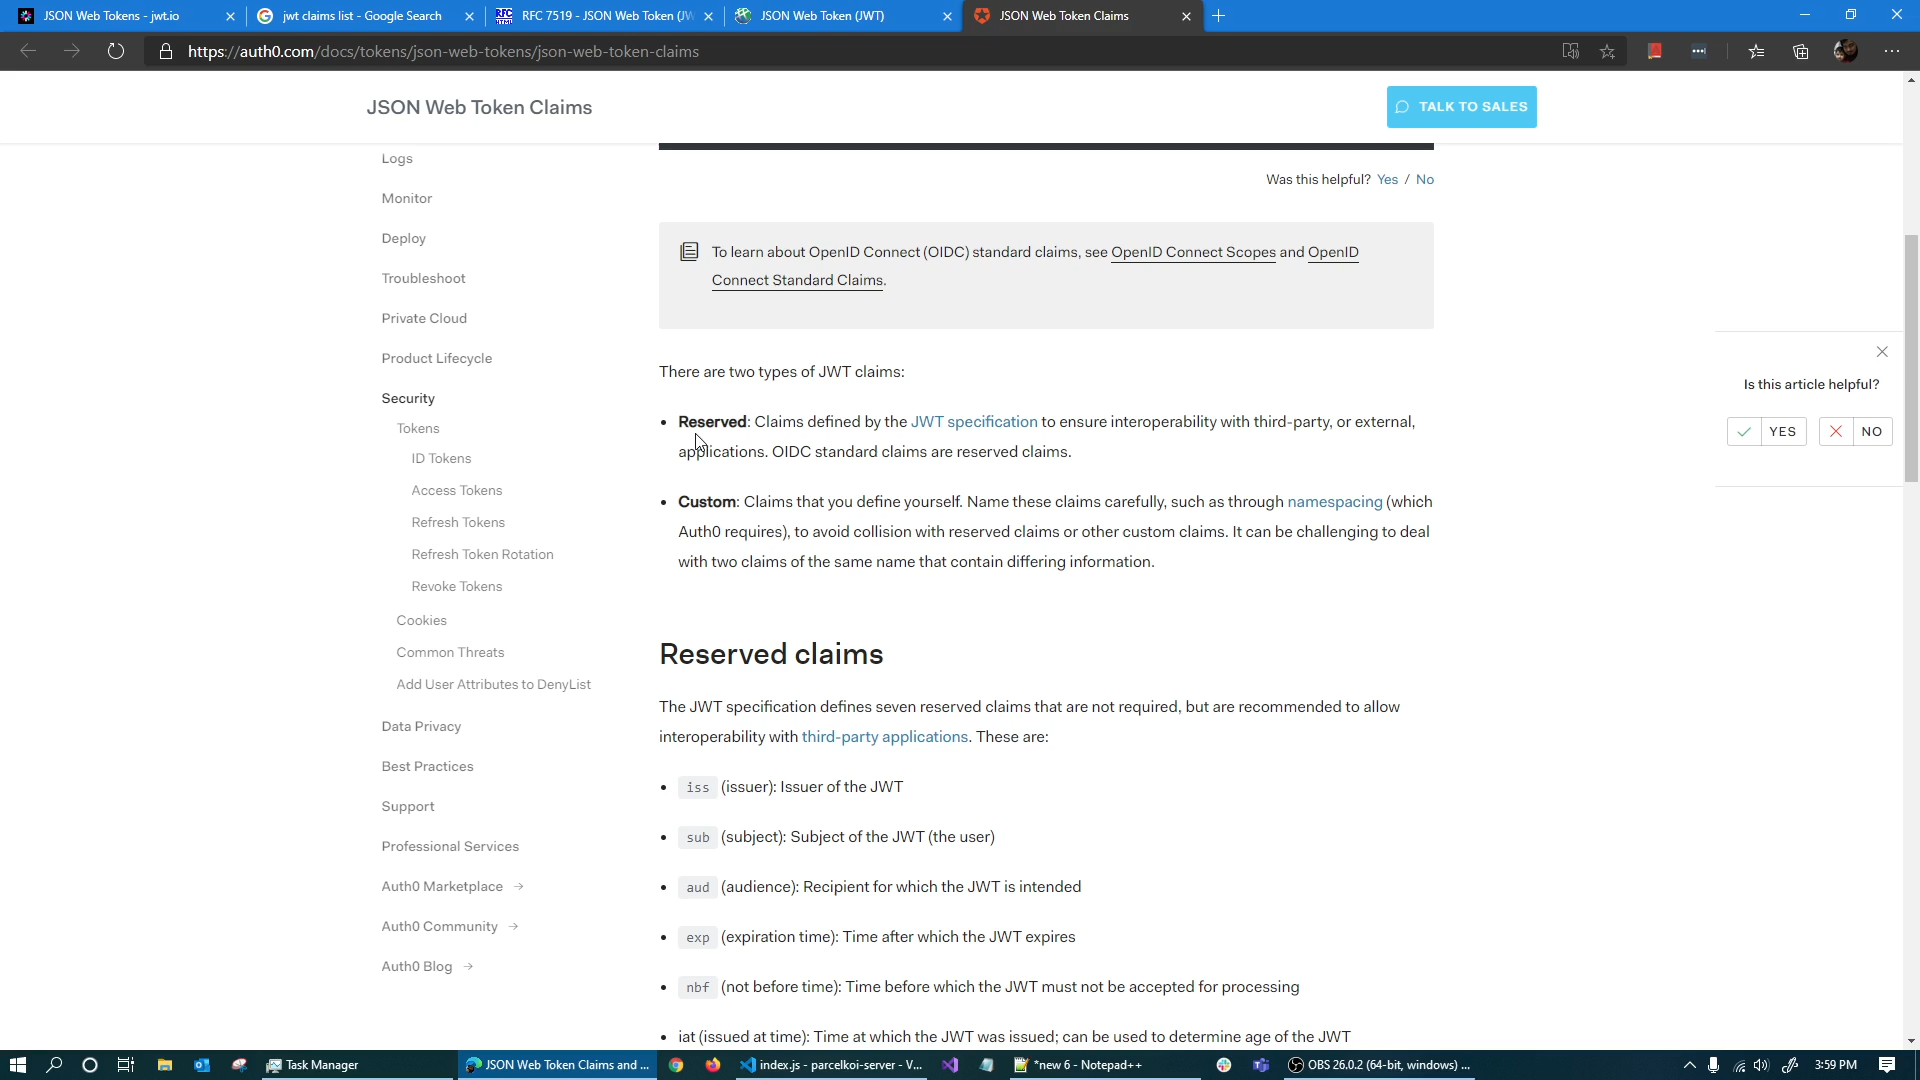 JSON Web Tokens - jwt.io
jwt claims list - Google Search
RFC 7519 - JSON Web Token (JW
JSON Web Token (JWT)
JSON Web Token Claims
https://auth0.com/docs/tokens/json-web-tokens/json-web-token-claims
JSON Web Token Claims
TALK TO SALES
Logs
Monitor
Deploy
Troubleshoot
Private Cloud
Product Lifecycle
Security
Tokens
ID Tokens
Access Tokens
Refresh Tokens
Refresh Token Rotation
Revoke Tokens
Cookies
Common Threats
Add User Attributes to DenyList
Data Privacy
Best Practices
Support
Professional Services
Auth0 Marketplace →
Auth0 Community →
Auth0 Blog →
Was this helpful? Yes / No
To learn about OpenID Connect (OIDC) standard claims, see OpenID Connect Scopes and OpenID
Connect Standard Claims.
There are two types of JWT claims:
• Reserved: Claims defined by the JWT specification to ensure interoperability with third-party, or external,
applications. OIDC standard claims are reserved claims.
• Custom: Claims that you define yourself. Name these claims carefully, such as through namespacing (which
Auth0 requires), to avoid collision with reserved claims or other custom claims. It can be challenging to deal
with two claims of the same name that contain differing information.
Reserved claims
The JWT specification defines seven reserved claims that are not required, but are recommended to allow
interoperability with third-party applications. These are:
• iss (issuer): Issuer of the JWT
• sub (subject): Subject of the JWT (the user)
• aud (audience): Recipient for which the JWT is intended
• exp (expiration time): Time after which the JWT expires
• nbf (not before time): Time before which the JWT must not be accepted for processing
• iat (issued at time): Time at which the JWT was issued; can be used to determine age of the JWT
Is this article helpful?
YES
NO
Task Manager
JSON Web Token Claims and ...
index.js - parcelkoi-server - V...
*new 6 - Notepad++
OBS 26.0.2 (64-bit, windows) ...
3:59 PM